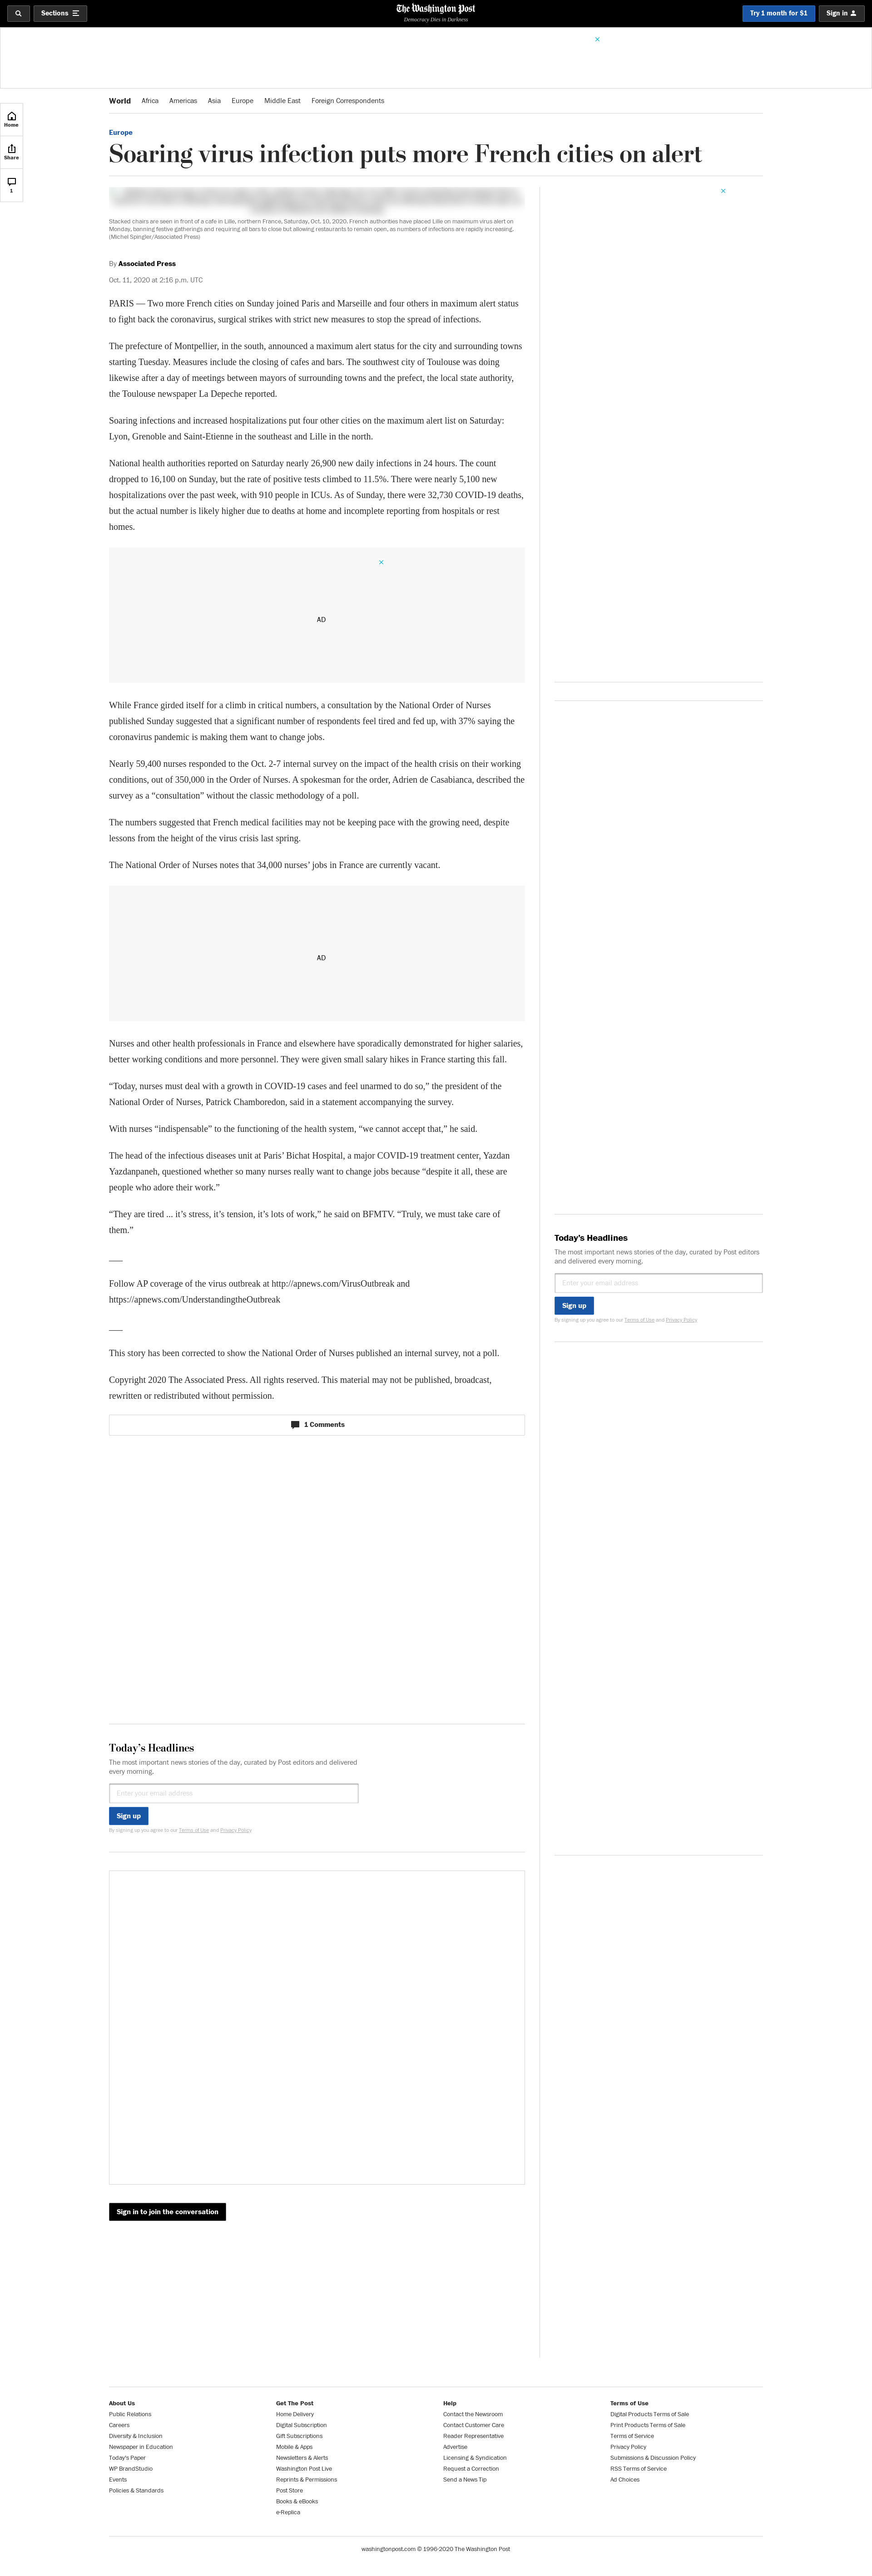 Sections
The Washington Post
Democracy Dies in Darkness
Try 1 month for $1
Sign in
World
Africa
Americas
Asia
Europe
Middle East
Foreign Correspondents
Home
Share
1
Europe
Soaring virus infection puts more French cities on alert
Stacked chairs are seen in front of a cafe in Lille, northern France, Saturday, Oct. 10, 2020. French authorities have placed Lille on maximum virus alert on
Monday, banning festive gatherings and requiring all bars to close but allowing restaurants to remain open, as numbers of infections are rapidly increasing.
(Michel Spingler/Associated Press)
By Associated Press
Oct. 11, 2020 at 2:16 p.m. UTC
PARIS — Two more French cities on Sunday joined Paris and Marseille and four others in maximum alert status
to fight back the coronavirus, surgical strikes with strict new measures to stop the spread of infections.
The prefecture of Montpellier, in the south, announced a maximum alert status for the city and surrounding towns
starting Tuesday. Measures include the closing of cafes and bars. The southwest city of Toulouse was doing
likewise after a day of meetings between mayors of surrounding towns and the prefect, the local state authority,
the Toulouse newspaper La Depeche reported.
Soaring infections and increased hospitalizations put four other cities on the maximum alert list on Saturday:
Lyon, Grenoble and Saint-Etienne in the southeast and Lille in the north.
National health authorities reported on Saturday nearly 26,900 new daily infections in 24 hours. The count
dropped to 16,100 on Sunday, but the rate of positive tests climbed to 11.5%. There were nearly 5,100 new
hospitalizations over the past week, with 910 people in ICUs. As of Sunday, there were 32,730 COVID-19 deaths,
but the actual number is likely higher due to deaths at home and incomplete reporting from hospitals or rest
homes.
AD
While France girded itself for a climb in critical numbers, a consultation by the National Order of Nurses
published Sunday suggested that a significant number of respondents feel tired and fed up, with 37% saying the
coronavirus pandemic is making them want to change jobs.
Nearly 59,400 nurses responded to the Oct. 2-7 internal survey on the impact of the health crisis on their working
conditions, out of 350,000 in the Order of Nurses. A spokesman for the order, Adrien de Casabianca, described the
survey as a “consultation” without the classic methodology of a poll.
The numbers suggested that French medical facilities may not be keeping pace with the growing need, despite
lessons from the height of the virus crisis last spring.
The National Order of Nurses notes that 34,000 nurses’ jobs in France are currently vacant.
AD
Nurses and other health professionals in France and elsewhere have sporadically demonstrated for higher salaries,
better working conditions and more personnel. They were given small salary hikes in France starting this fall.
“Today, nurses must deal with a growth in COVID-19 cases and feel unarmed to do so,” the president of the
National Order of Nurses, Patrick Chamboredon, said in a statement accompanying the survey.
With nurses “indispensable” to the functioning of the health system, “we cannot accept that,” he said.
The head of the infectious diseases unit at Paris’ Bichat Hospital, a major COVID-19 treatment center, Yazdan
Yazdanpaneh, questioned whether so many nurses really want to change jobs because “despite it all, these are
people who adore their work.”
“They are tired ... it’s stress, it’s tension, it’s lots of work,” he said on BFMTV. “Truly, we must take care of
them.”
___
Follow AP coverage of the virus outbreak at http://apnews.com/VirusOutbreak and
https://apnews.com/UnderstandingtheOutbreak
___
This story has been corrected to show the National Order of Nurses published an internal survey, not a poll.
Copyright 2020 The Associated Press. All rights reserved. This material may not be published, broadcast,
rewritten or redistributed without permission.
1 Comments
Today’s Headlines
The most important news stories of the day, curated by Post editors and delivered
every morning.
Enter your email address
Sign up
By signing up you agree to our Terms of Use and Privacy Policy
Sign in to join the conversation
Today’s Headlines
The most important news stories of the day, curated by Post editors
and delivered every morning.
Enter your email address
Sign up
By signing up you agree to our Terms of Use and Privacy Policy
About Us
Public Relations
Careers
Diversity & Inclusion
Newspaper in Education
Today's Paper
WP BrandStudio
Events
Policies & Standards
Get The Post
Home Delivery
Digital Subscription
Gift Subscriptions
Mobile & Apps
Newsletters & Alerts
Washington Post Live
Reprints & Permissions
Post Store
Books & eBooks
e-Replica
Help
Contact the Newsroom
Contact Customer Care
Reader Representative
Advertise
Licensing & Syndication
Request a Correction
Send a News Tip
Terms of Use
Digital Products Terms of Sale
Print Products Terms of Sale
Terms of Service
Privacy Policy
Submissions & Discussion Policy
RSS Terms of Service
Ad Choices
washingtonpost.com © 1996-2020 The Washington Post